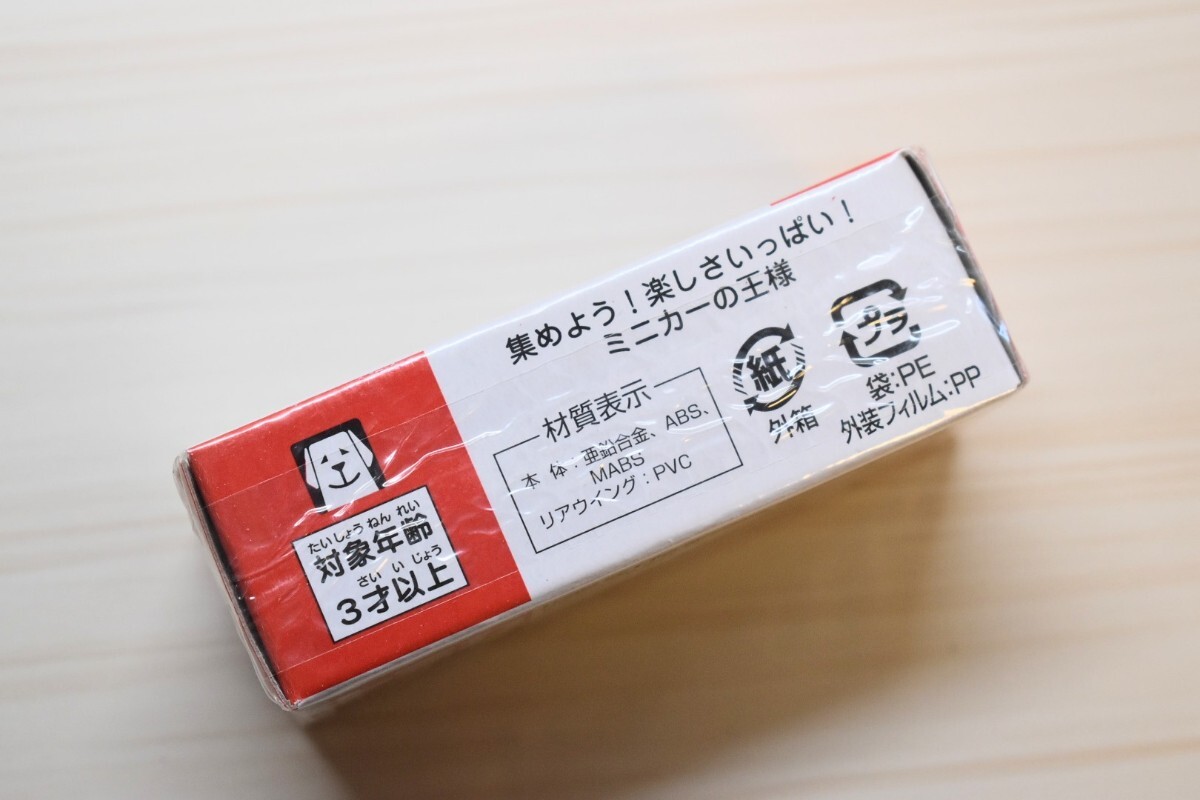 集めよう！楽しさいっぱい！
ミニカーの王様
材質表示
本 体：亜鉛合金、ABS、
MABS
リアウイング：PVC
紙
外箱
プラ
袋:PE
外装フィルム:PP
たいしょう ねん れい
対象年齢
さい い じょう
3才以上